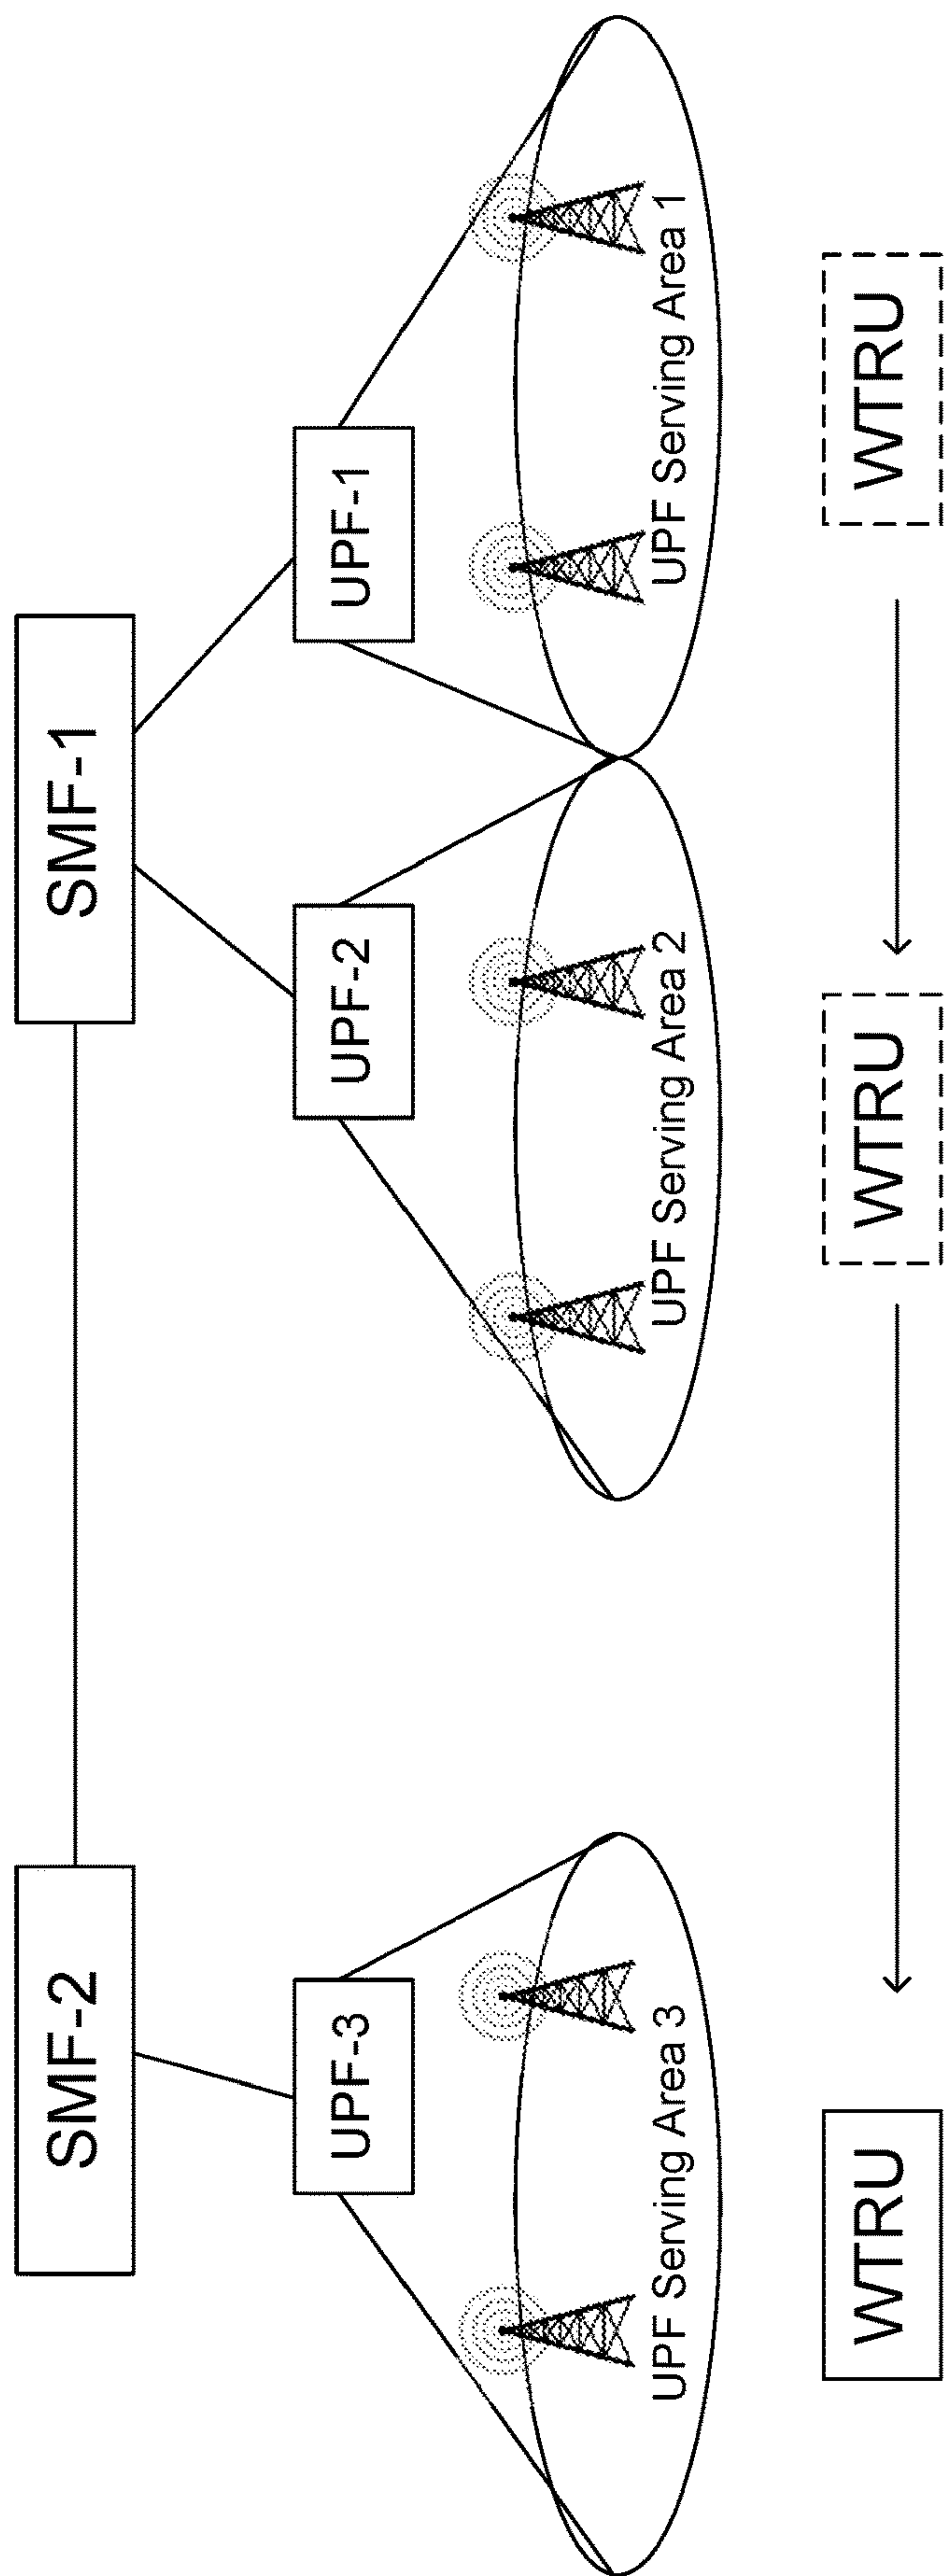 SMF-2
SMF-1
UPF-3
UPF-2
UPF-1
UPF Serving Area 3
UPF Serving Area 2
UPF Serving Area 1
WTRU
WTRU
WTRU